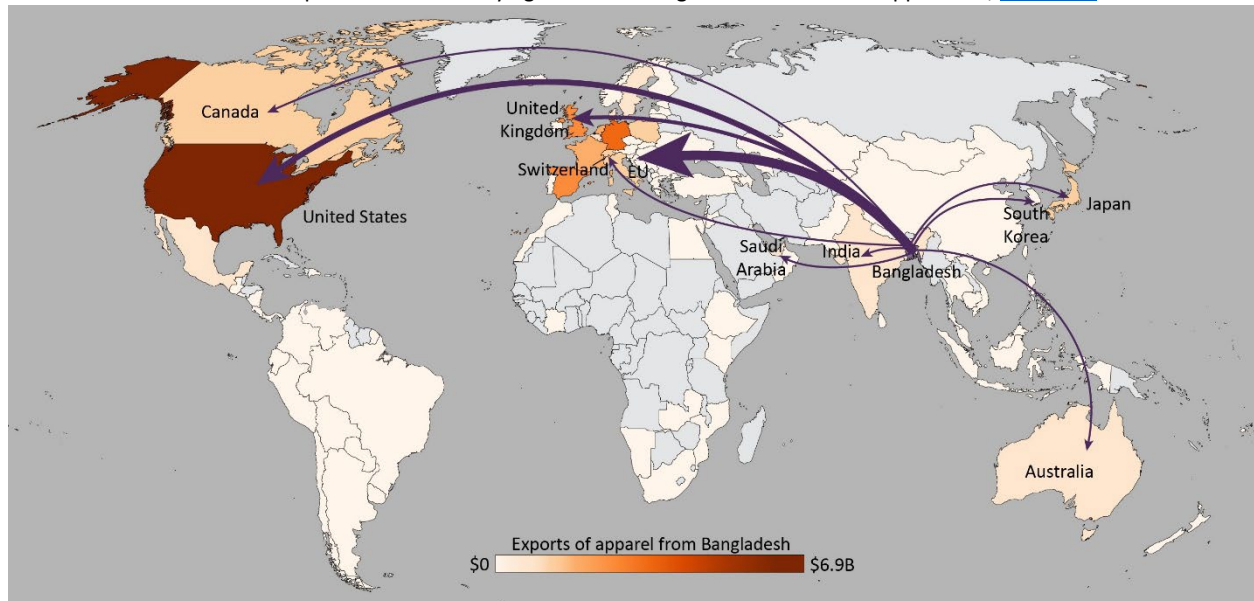 Canada
United
Kingdom
Switzerland
EU
United States
Saudi
Arabia
India
Bangladesh
South
Korea
Japan
Australia
Exports of apparel from Bangladesh
$0
$6.9B